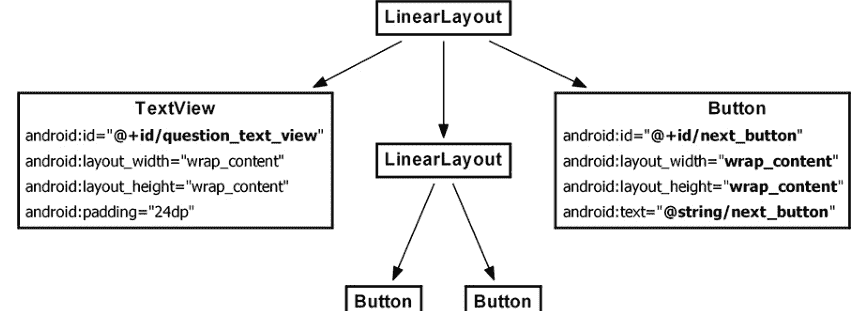 LinearLayout
TextView
android:id="@+id/question_text_view"
android:layout_width="wrap_content"
android:layout_height="wrap_content"
android:padding="24dp"
LinearLayout
Button
android:id="@+id/next_button"
android:layout_width="wrap_content"
android:layout_height="wrap_content"
android:text="@string/next_button"
Button
Button